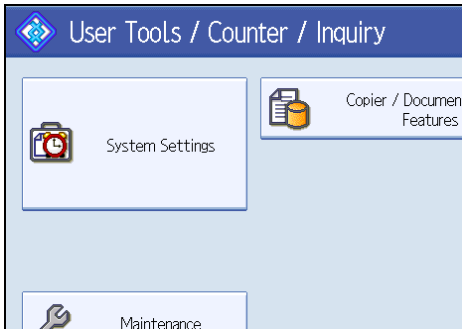 User Tools / Counter / Inquiry
System Settings
Copier / Documen
Features
Maintenance